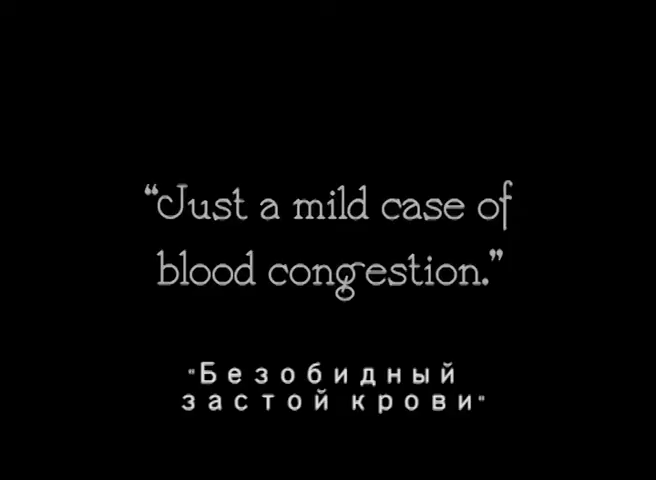 “Just a mild case of
blood congestion.”
"Безобидный
застой крови"